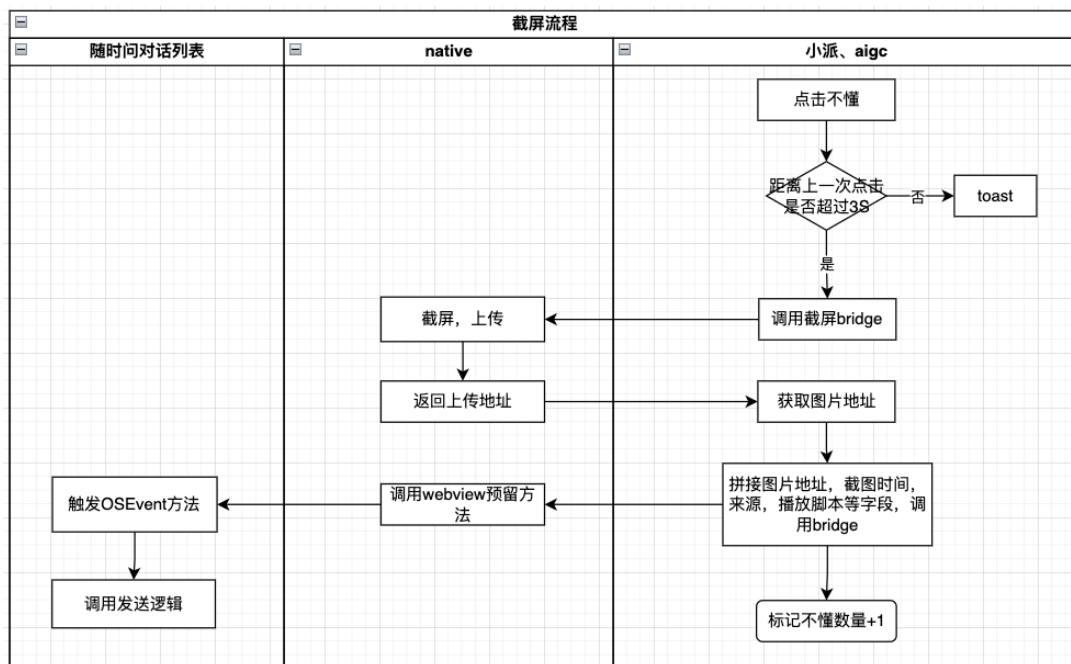 截屏流程
随时问对话列表
native
小派、aigc
点击不懂
距离上一次点击
是否超过3S
否
toast
是
截屏，上传
调用截屏bridge
返回上传地址
获取图片地址
触发OSEvent方法
调用webview预留方
法
拼接图片地址，截图时间，
来源，播放脚本等字段，调
用bridge
调用发送逻辑
标记不懂数量+1